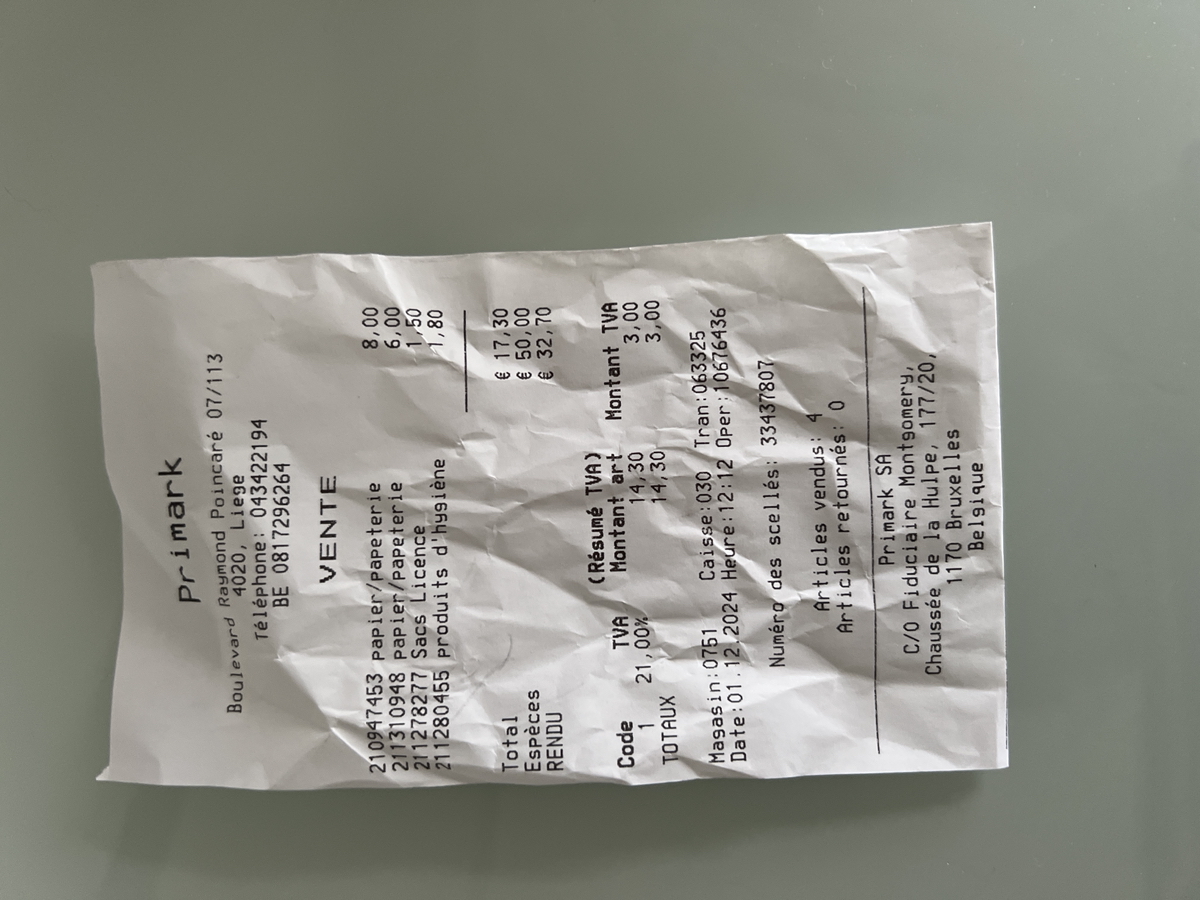 Primark
Boulevard Raymond Poincaré 07/113
4020, Liege
Téléphone: 043422194
BE 0817296264
VENTE
210947453 papier/papeterie 8,00
211310948 papier/papeterie 6,00
211278277 Sacs Licence 1,50
211280455 produits d'hygiène 1,80
Total € 17,30
Espèces € 50,00
RENDU € 32,70
(Résumé TVA)
Code TVA Montant art Montant TVA
1 21,00% 14,30 3,00
TOTAUX 14,30 3,00
Magasin:0751 Caisse:030 Tran:063325
Date:01.12.2024 Heure:12:12 Oper:10676436
Numéro des scellés: 33437807
Articles vendus: 4
Articles retournés: 0
Primark SA
C/O Fiduciaire Montgomery,
Chaussée de la Hulpe, 177/20,
1170 Bruxelles
Belgique